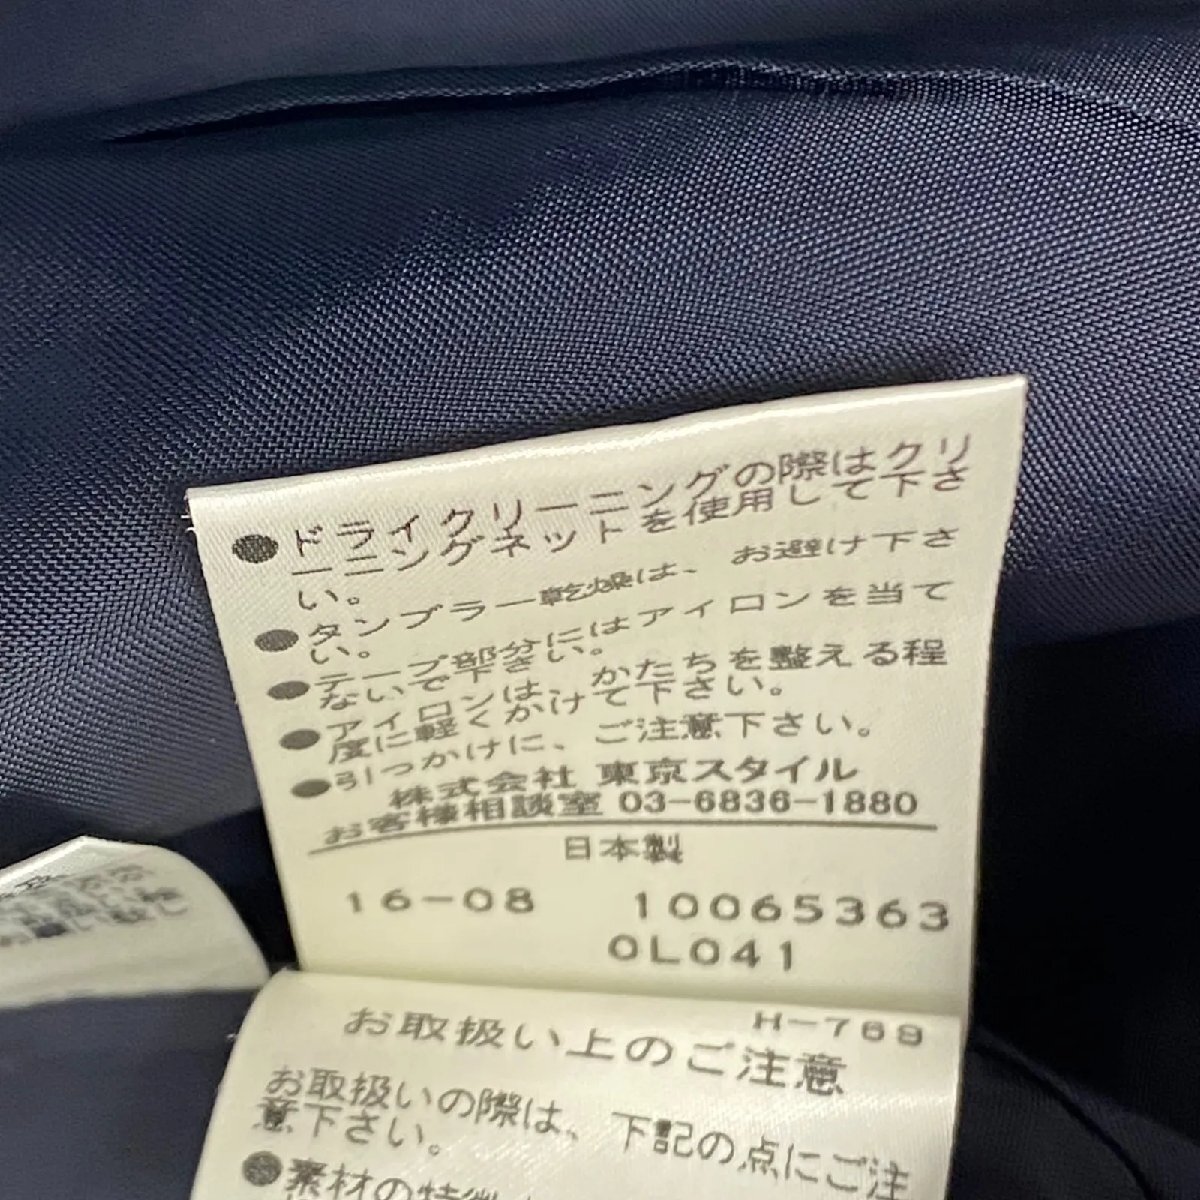 ●ドライクリーニングの際はクリ
ーニングネットを使用して下さ
い。
●タンブラー乾燥は、お避け下さ
い。
●テープ部分にはアイロンを当て
ないで下さい。
●アイロンは、かたちを整える程
度に軽くかけて下さい。
●引っかけに、ご注意下さい。
株式会社 東京スタイル
お客様相談室 03-6836-1880
日本製
16-08 10065363
0L041
H-769
お取扱い上のご注意
お取扱いの際は、下記の点にご注
意下さい。
●素材の特徴